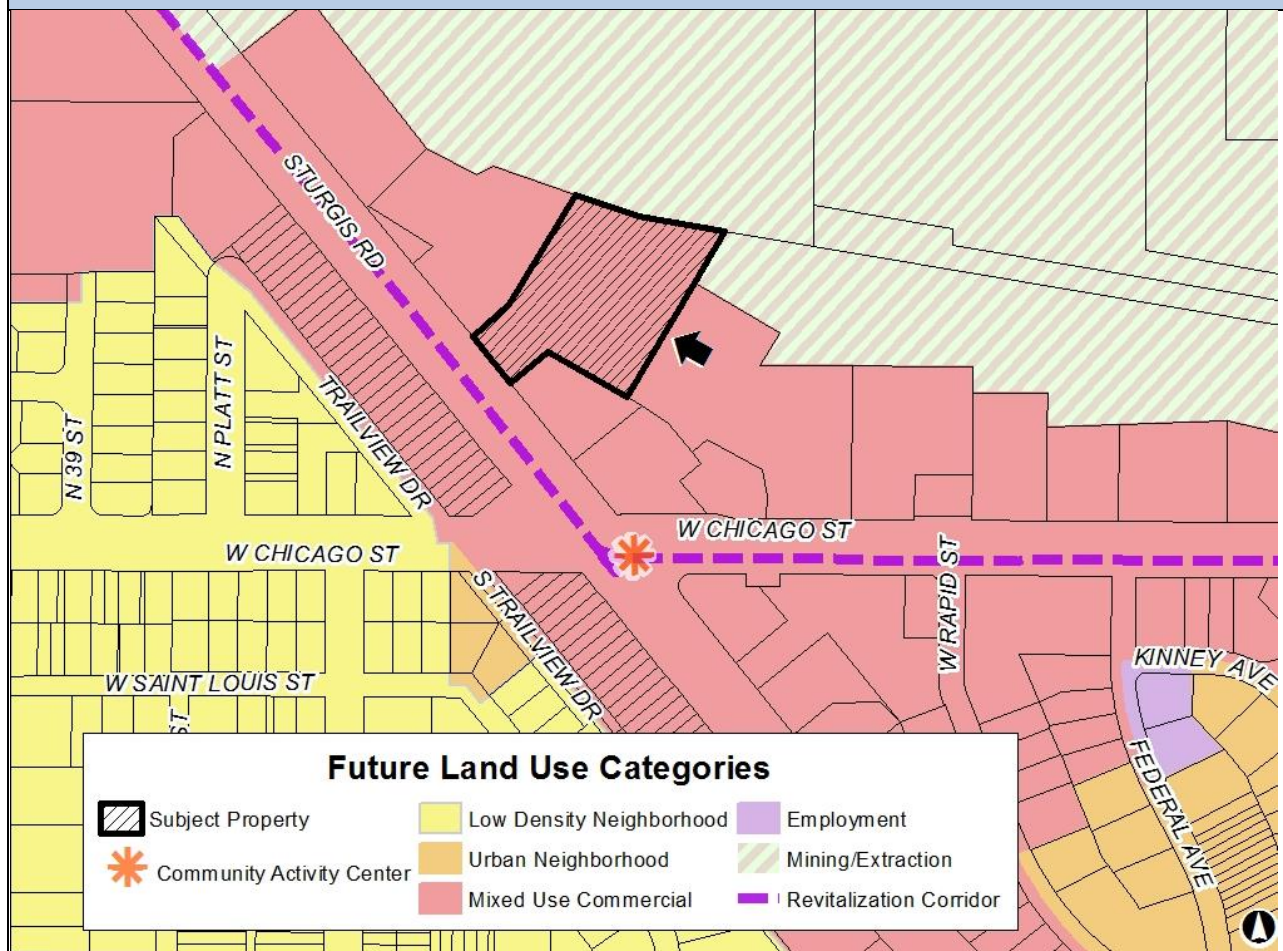 STURGIS RD
N PLATT ST
TRAILVIEW DR
N 39 ST
W CHICAGO ST
W CHICAGO ST
W RAPID ST
S TRAILVIEW DR
W SAINT LOUIS ST
ST
KINNEY AVE
FEDERAL AVE
Future Land Use Categories
Subject Property
Community Activity Center
Low Density Neighborhood
Urban Neighborhood
Mixed Use Commercial
Employment
Mining/Extraction
Revitalization Corridor